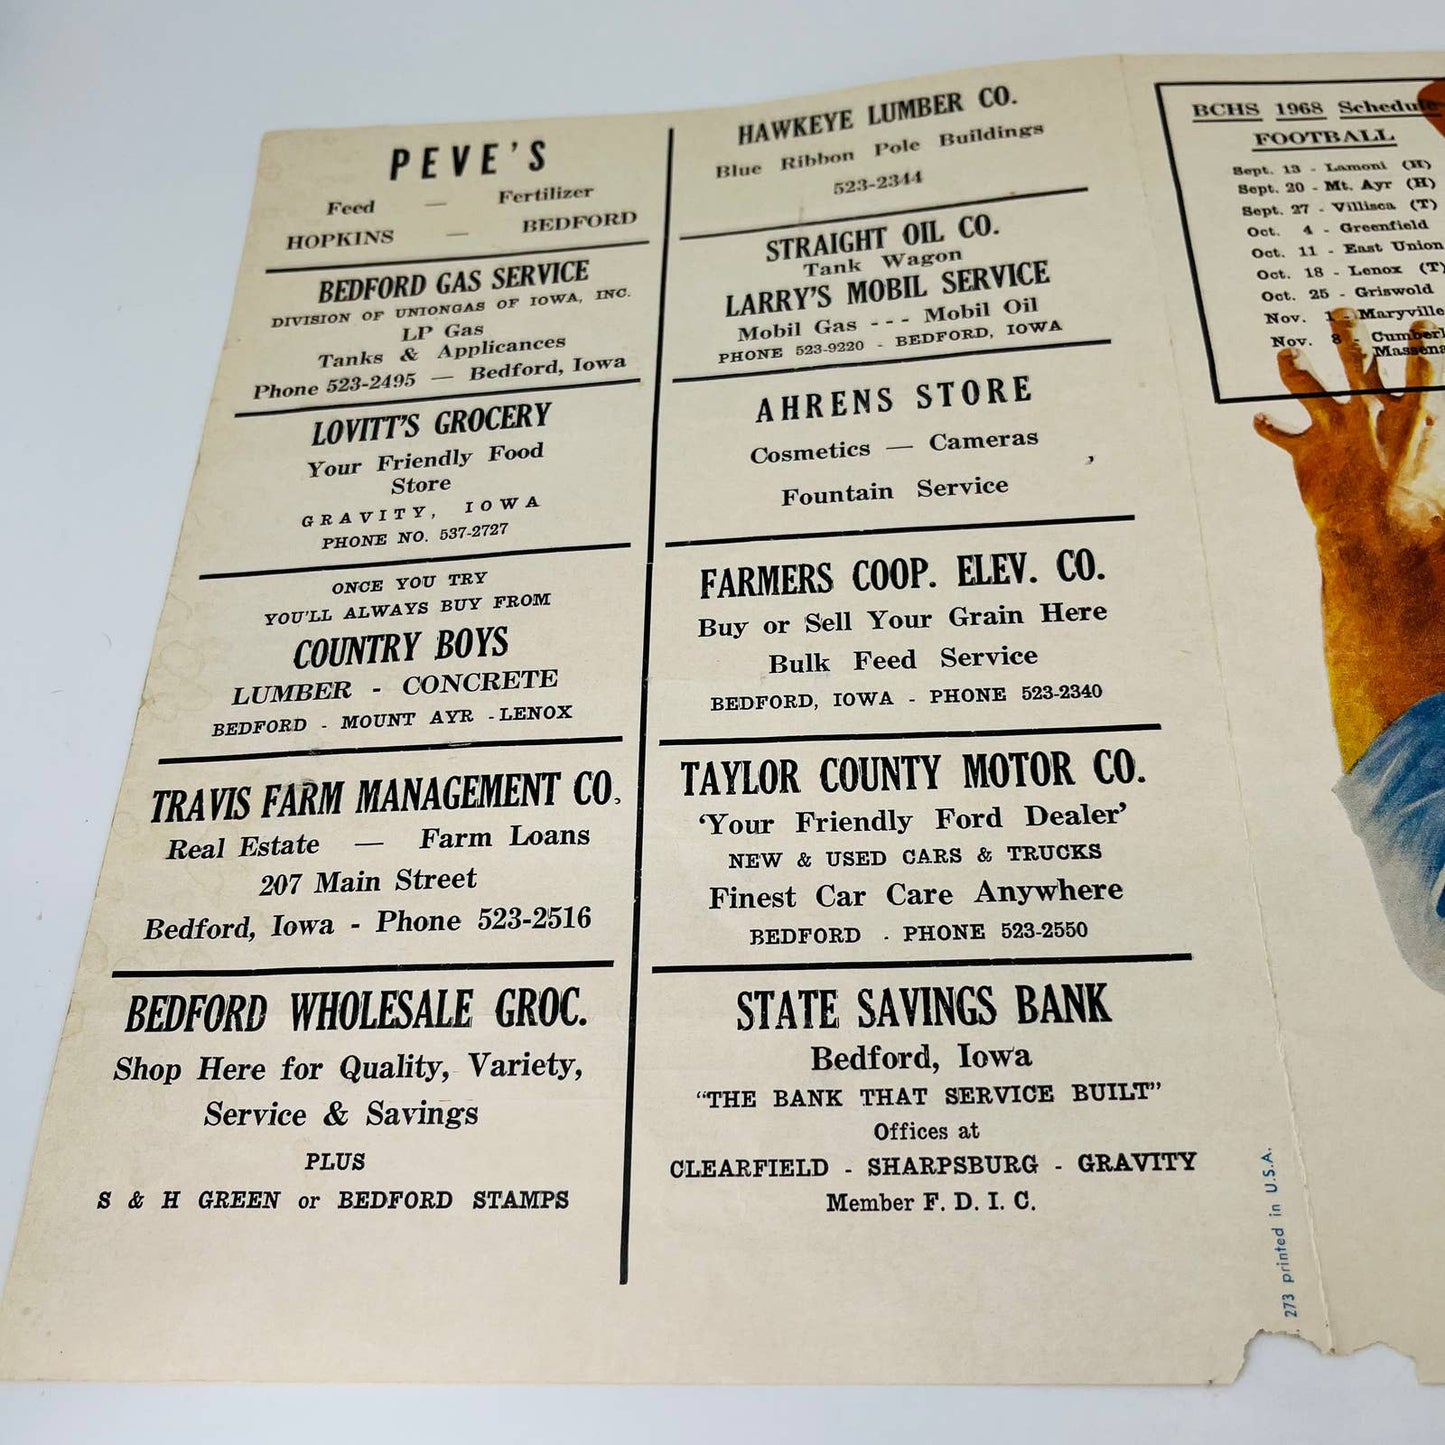 PEVE'S
Feed — Fertilizer
HOPKINS — BEDFORD
BEDFORD GAS SERVICE
DIVISION OF UNIONGAS OF IOWA, INC.
LP Gas
Tanks & Applicances
Phone 523-2495 — Bedford, Iowa
LOVITT'S GROCERY
Your Friendly Food
Store
GRAVITY, IOWA
PHONE NO. 537-2727
ONCE YOU TRY
YOU'LL ALWAYS BUY FROM
COUNTRY BOYS
LUMBER - CONCRETE
BEDFORD - MOUNT AYR - LENOX
TRAVIS FARM MANAGEMENT CO.
Real Estate — Farm Loans
207 Main Street
Bedford, Iowa - Phone 523-2516
BEDFORD WHOLESALE GROC.
Shop Here for Quality, Variety,
Service & Savings
PLUS
S & H GREEN or BEDFORD STAMPS
HAWKEYE LUMBER CO.
Blue Ribbon Pole Buildings
523-2344
STRAIGHT OIL CO.
Tank Wagon
LARRY'S MOBIL SERVICE
Mobil Gas --- Mobil Oil
PHONE 523-9220 - BEDFORD, IOWA
AHRENS STORE
Cosmetics — Cameras
Fountain Service
FARMERS COOP. ELEV. CO.
Buy or Sell Your Grain Here
Bulk Feed Service
BEDFORD, IOWA - PHONE 523-2340
TAYLOR COUNTY MOTOR CO.
'Your Friendly Ford Dealer'
NEW & USED CARS & TRUCKS
Finest Car Care Anywhere
BEDFORD - PHONE 523-2550
STATE SAVINGS BANK
Bedford, Iowa
"THE BANK THAT SERVICE BUILT"
Offices at
CLEARFIELD - SHARPSBURG - GRAVITY
Member F. D. I. C.
BCHS 1968 Schedule
FOOTBALL
Sept. 13 - Lamoni (H)
Sept. 20 - Mt. Ayr (H)
Sept. 27 - Villisca (T)
Oct. 4 - Greenfield
Oct. 11 - East Union
Oct. 18 - Lenox (T)
Oct. 25 - Griswold
Nov. 1 - Maryville
Nov. 8 - Cumberl
Massena
273 printed in U.S.A.